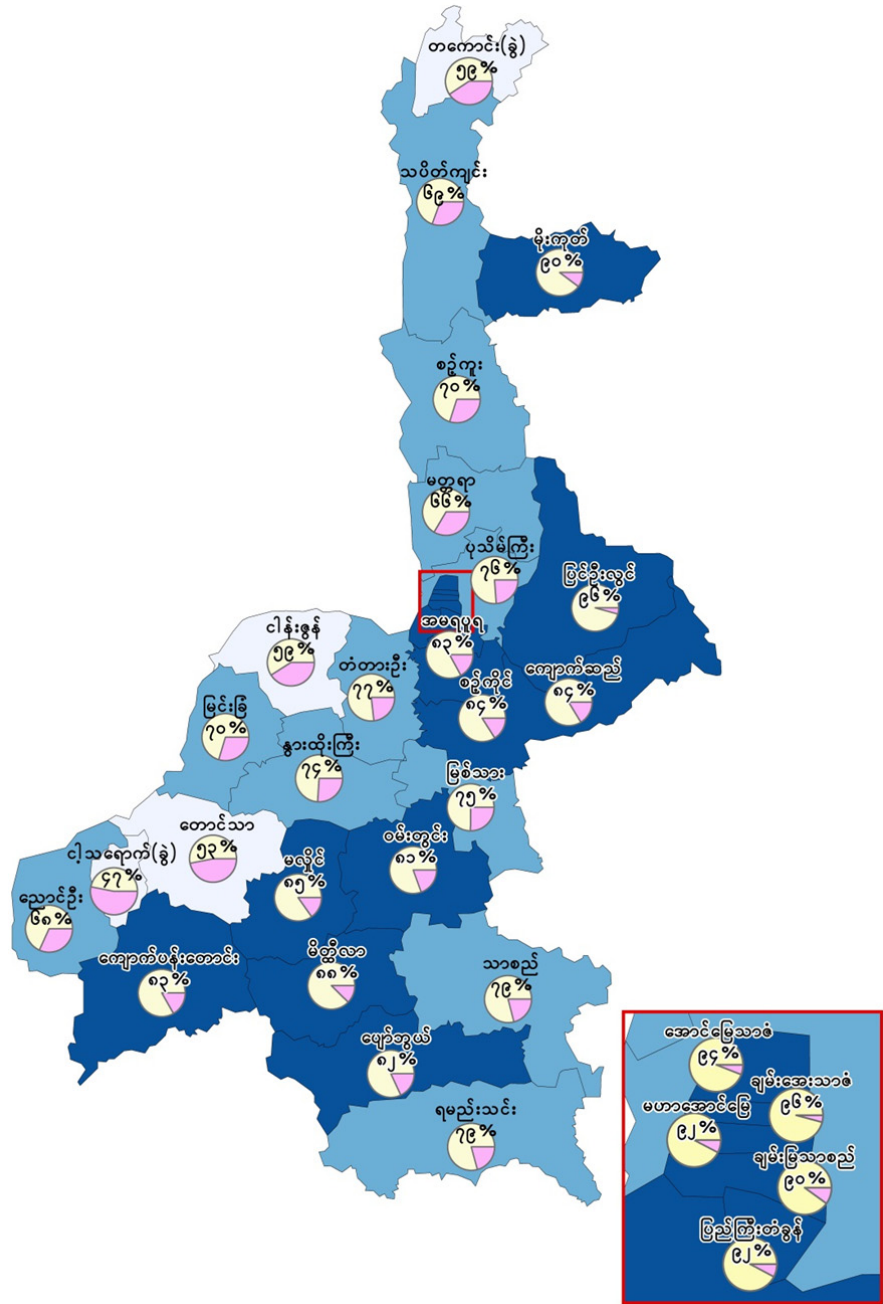 တကောင်း(ခွဲ)
၅၉%
သပိတ်ကျင်း
၆၉%
မိုးကုတ်
၉၀%
စဉ့်ကူး
၇၀%
မတ္တရာ
၆၆%
ပုသိမ်ကြီး
၇၆%
ပြင်ဦးလွင်
၉၆%
အမရပူရ
၈၃%
ငါန်းဇွန်
၅၉%
တံတားဦး
၇၇%
စဉ့်ကိုင်
၈၄%
ကျောက်ဆည်
၈၄%
မြင်းခြံ
၇၀%
နွားထိုးကြီး
၇၄%
မြစ်သား
၇၅%
တောင်သာ
၅၃%
ဝမ်းတွင်း
၈၁%
ငါ့သရောက်(ခွဲ)
၄၇%
မလှိုင်
၈၅%
ညောင်ဦး
၆၈%
ကျောက်ပန်းတောင်း
၈၃%
မိတ္ထီလာ
၈၈%
သာစည်
၇၉%
ပျော်ဘွယ်
၈၂%
ရမည်းသင်း
၇၉%
အောင်မြေသာဇံ
၉၄%
ချမ်းအေးသာဇံ
၉၆%
မဟာအောင်မြေ
၉၂%
ချမ်းမြသာစည်
၉၀%
ပြည်ကြီးတံခွန်
၉၂%